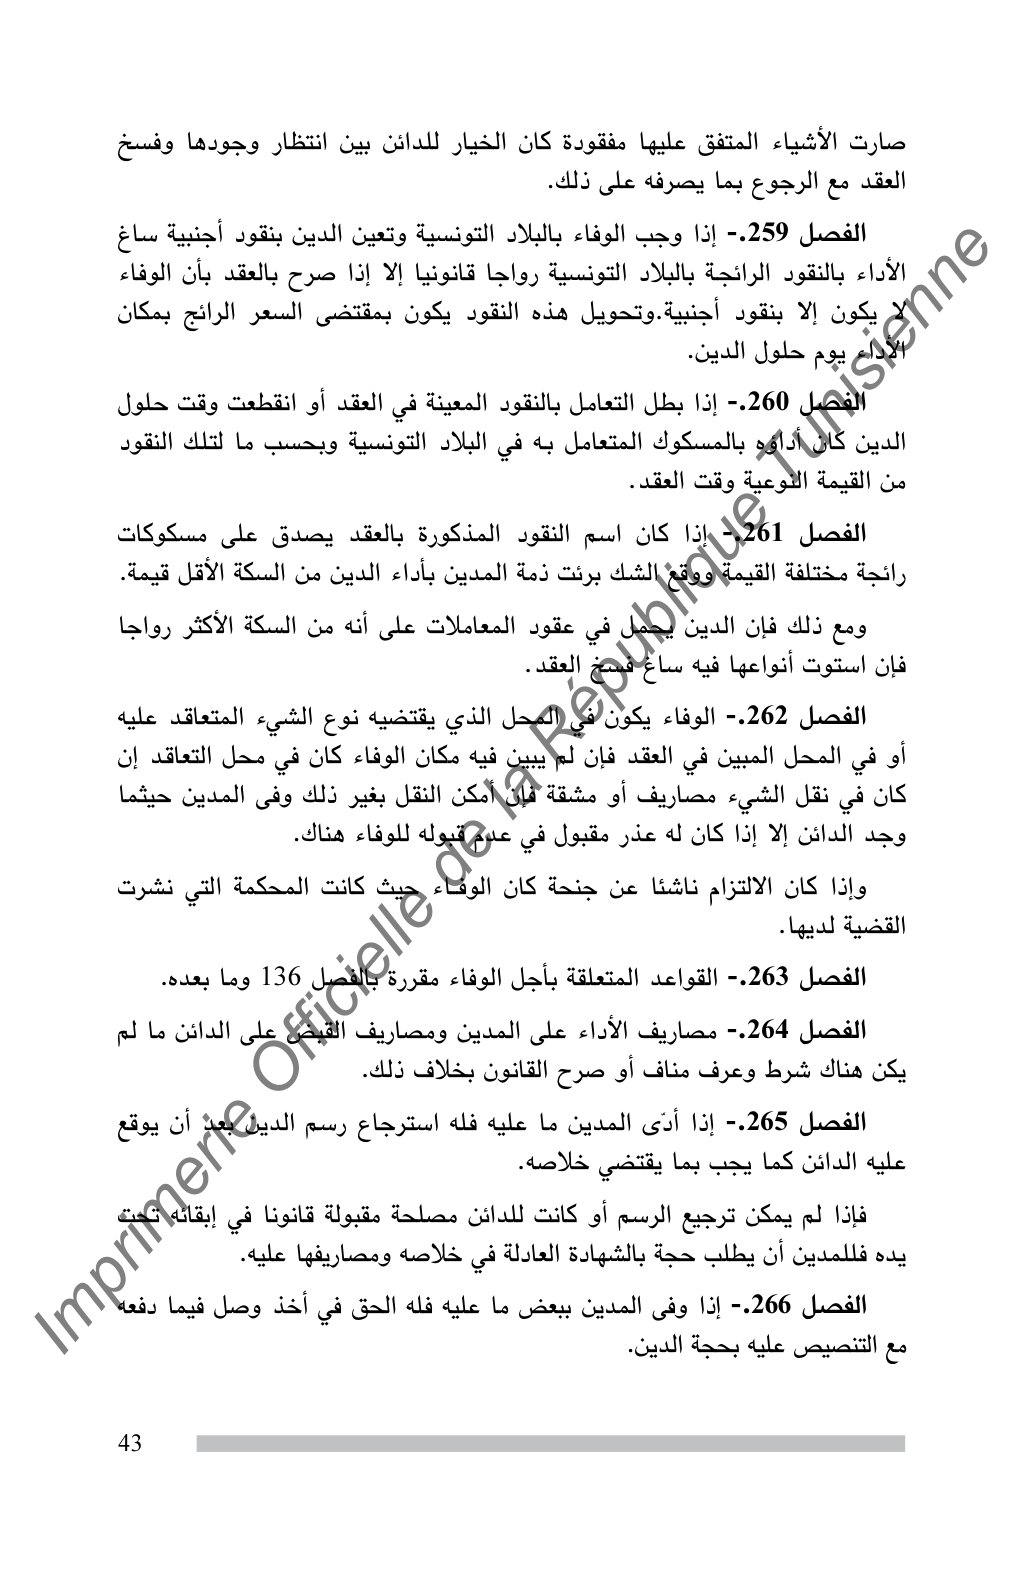 صارت الأشياء المتفق عليها مفقودة كان الخيار للدائن بين انتظار وجودها وفسخ
العقد مع الرجوع بما يصرفه على ذلك.
الفصل 259.- إذا وجب الوفاء بالبلاد التونسية وتعين الدين بنقود أجنبية ساغ
الأداء بالنقود الرائجة بالبلاد التونسية رواجا قانونيا إلا إذا صرح بالعقد بأن الوفاء
لا يكون إلا بنقود أجنبية.وتحويل هذه النقود يكون بمقتضى السعر الرائج بمكان
الأداء يوم حلول الدين.
الفصل 260.- إذا بطل التعامل بالنقود المعينة في العقد أو انقطعت وقت حلول
الدين كان أداؤه بالمسكوك المتعامل به في البلاد التونسية وبحسب ما لتلك النقود
من القيمة النوعية وقت العقد.
الفصل 261.- إذا كان اسم النقود المذكورة بالعقد يصدق على مسكوكات
رائجة مختلفة القيمة ووقع الشك برئت ذمة المدين بأداء الدين من السكة الأقل قيمة.
ومع ذلك فإن الدين يحمل في عقود المعاملات على أنه من السكة الأكثر رواجا
فإن استوت أنواعها فيه ساغ فسخ العقد.
الفصل 262.- الوفاء يكون في المحل الذي يقتضيه نوع الشيء المتعاقد عليه
أو في المحل المبين في العقد فإن لم يبين فيه مكان الوفاء كان في محل التعاقد إن
كان في نقل الشيء مصاريف أو مشقة فإن أمكن النقل بغير ذلك وفى المدين حيثما
وجد الدائن إلا إذا كان له عذر مقبول في عدم قبوله للوفاء هناك.
وإذا كان الالتزام ناشئا عن جنحة كان الوفاء حيث كانت المحكمة التي نشرت
القضية لديها.
الفصل 263.- القواعد المتعلقة بأجل الوفاء مقررة بالفصل 136 وما بعده.
الفصل 264.- مصاريف الأداء على المدين ومصاريف القبض على الدائن ما لم
يكن هناك شرط وعرف مناف أو صرح القانون بخلاف ذلك.
الفصل 265.- إذا أدّى المدين ما عليه فله استرجاع رسم الدين بعد أن يوقع
عليه الدائن كما يجب بما يقتضي خلاصه.
فإذا لم يمكن ترجيع الرسم أو كانت للدائن مصلحة مقبولة قانونا في إبقائه تحت
يده فللمدين أن يطلب حجة بالشهادة العادلة في خلاصه ومصاريفها عليه.
الفصل 266.- إذا وفى المدين ببعض ما عليه فله الحق في أخذ وصل فيما دفعه
مع التنصيص عليه بحجة الدين.
43
Imprimerie Officielle de la République Tunisienne